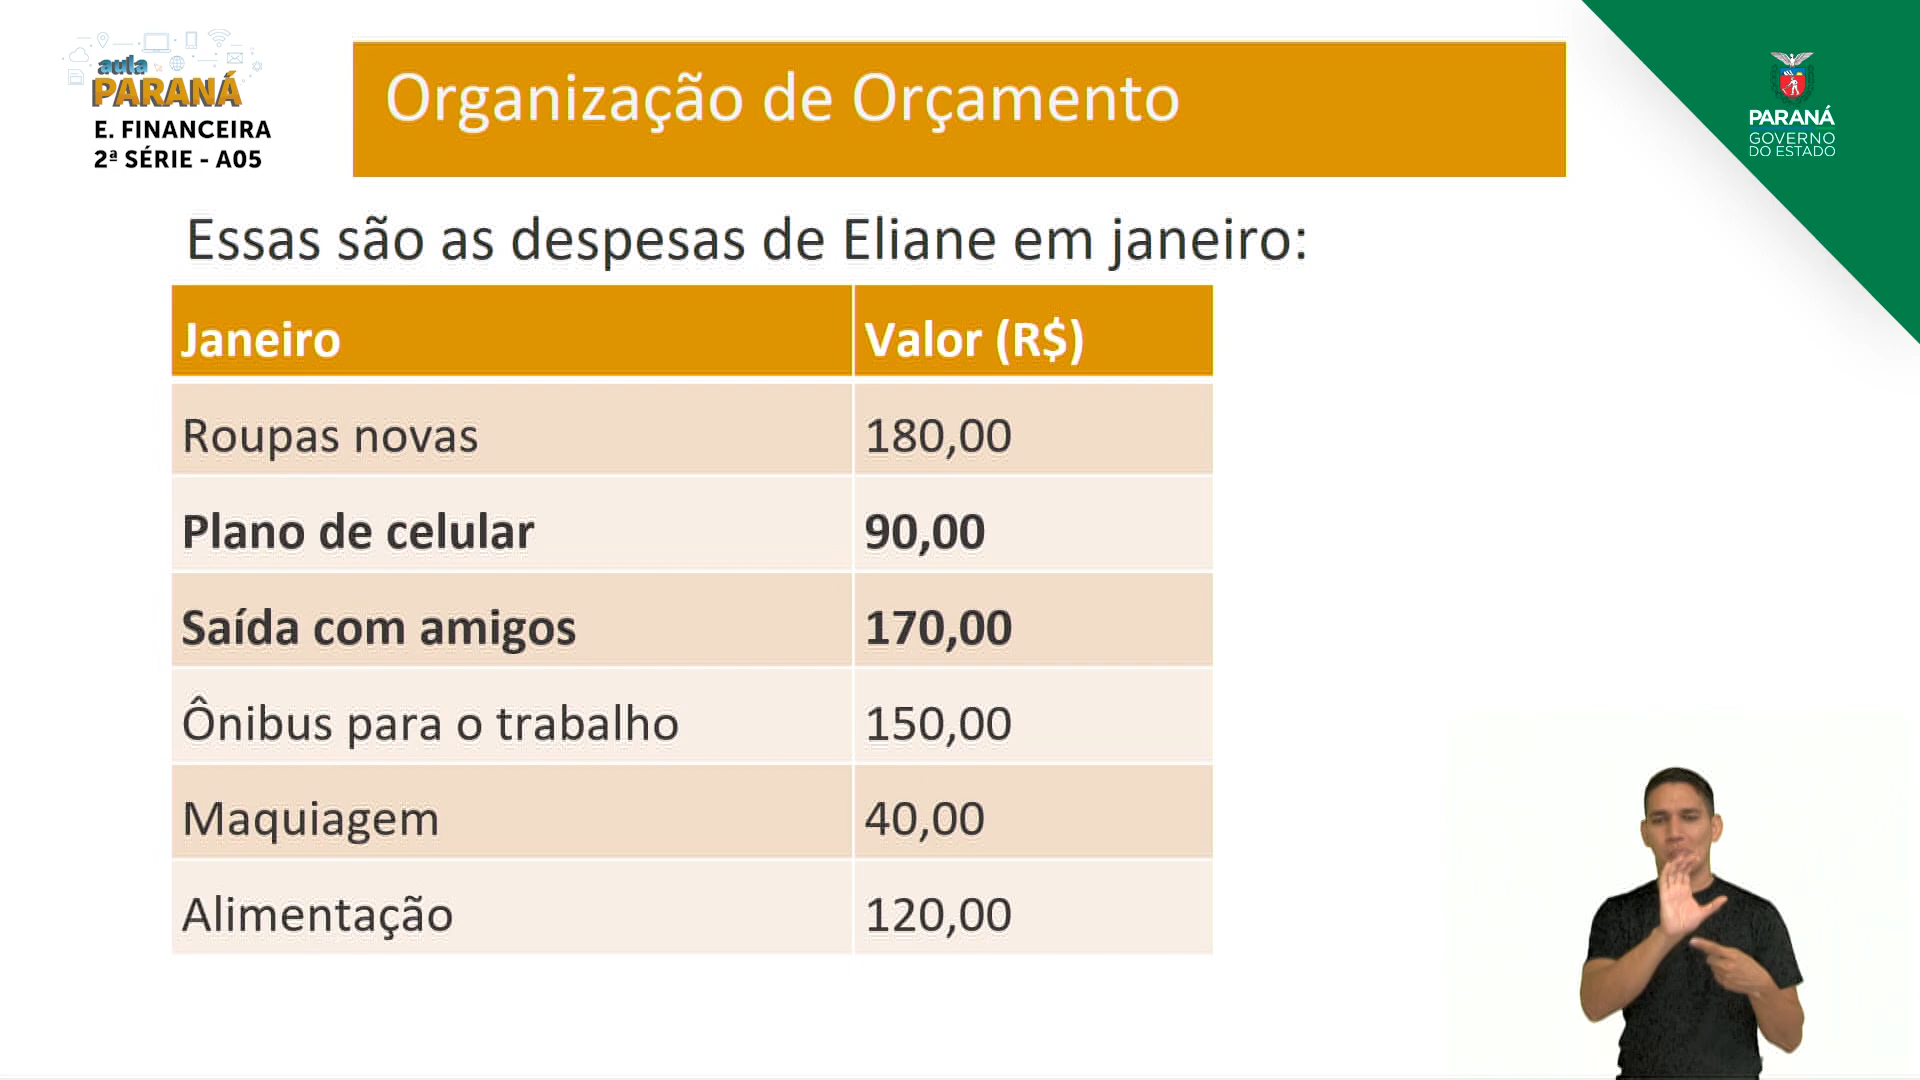 aula
PARANÁ
E. FINANCEIRA
2ª SÉRIE - A05
Organização de Orçamento
PARANÁ
GOVERNO
DO ESTADO
Essas são as despesas de Eliane em janeiro:
Janeiro Valor (R$)
Roupas novas 180,00
Plano de celular 90,00
Saída com amigos 170,00
Ônibus para o trabalho 150,00
Maquiagem 40,00
Alimentação 120,00